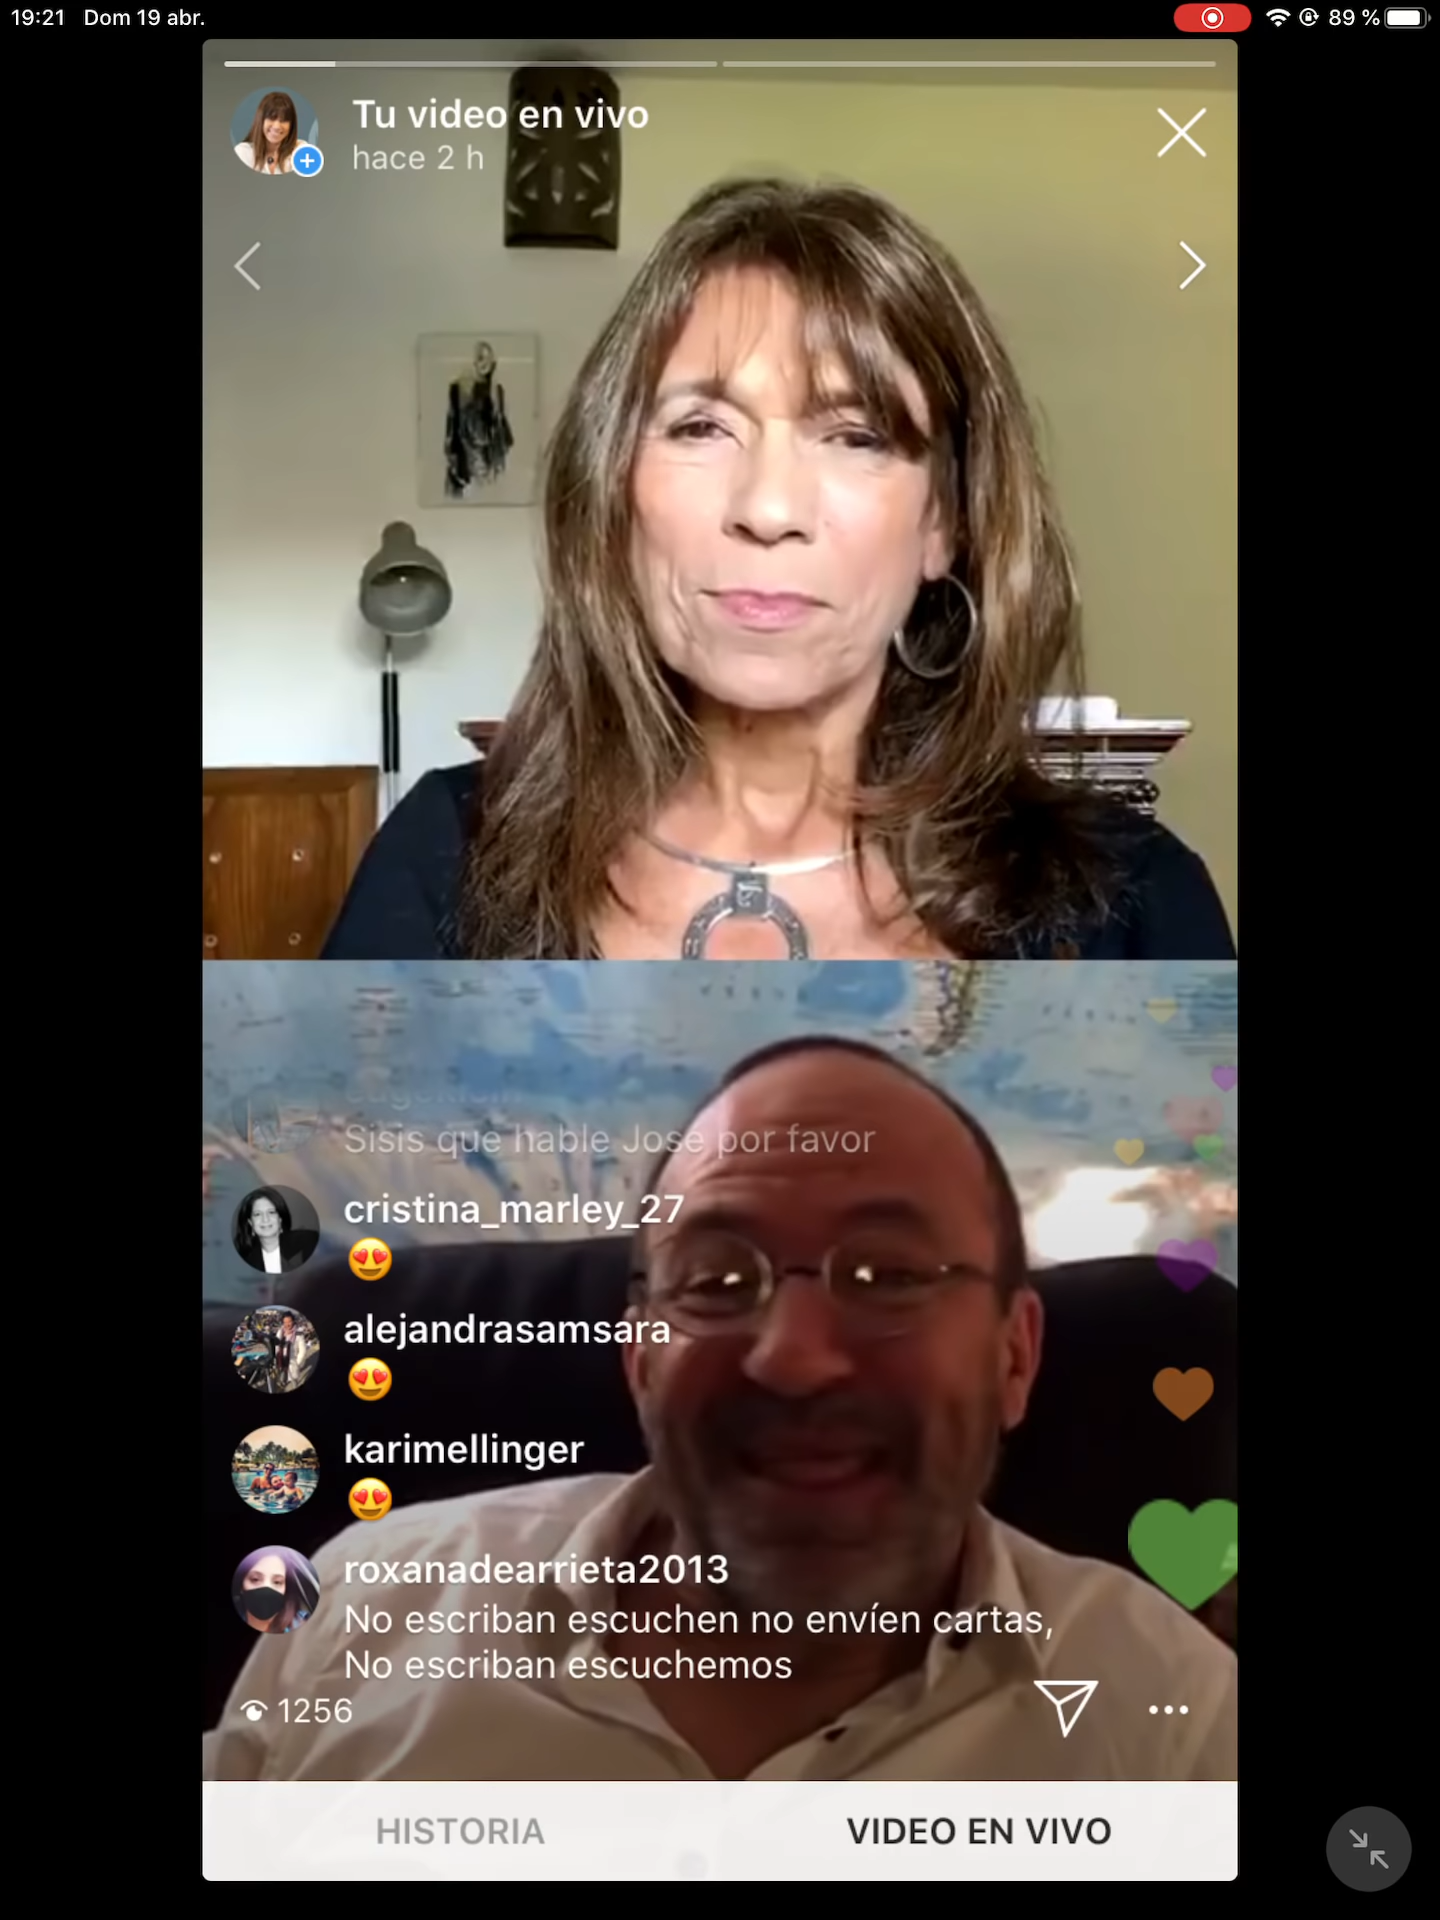 19:21 Dom 19 abr.
89 %
Tu video en vivo
hace 2 h
Sisis que hable Jose por favor
cristina_marley_27
😍
alejandrasamsara
😍
karimellinger
😍
roxanadearrieta2013
No escriban escuchen no envíen cartas,
No escriban escuchemos
1256
HISTORIA
VIDEO EN VIVO